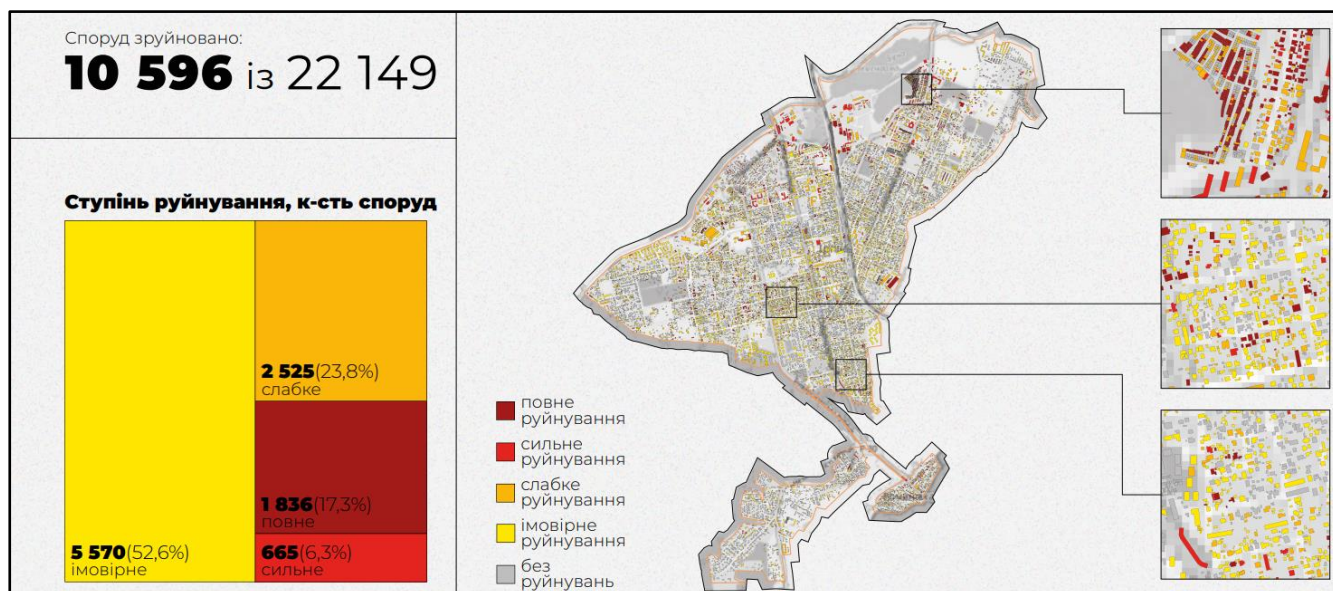 Споруд зруйновано:
10 596 із 22 149
Ступінь руйнування, к-сть споруд
2 525 (23,8%)
слабке
1 836 (17,3%)
повне
5 570 (52,6%)
імовірне
665 (6,3%)
сильне
повне
руйнування
сильне
руйнування
слабке
руйнування
імовірне
руйнування
без
руйнувань